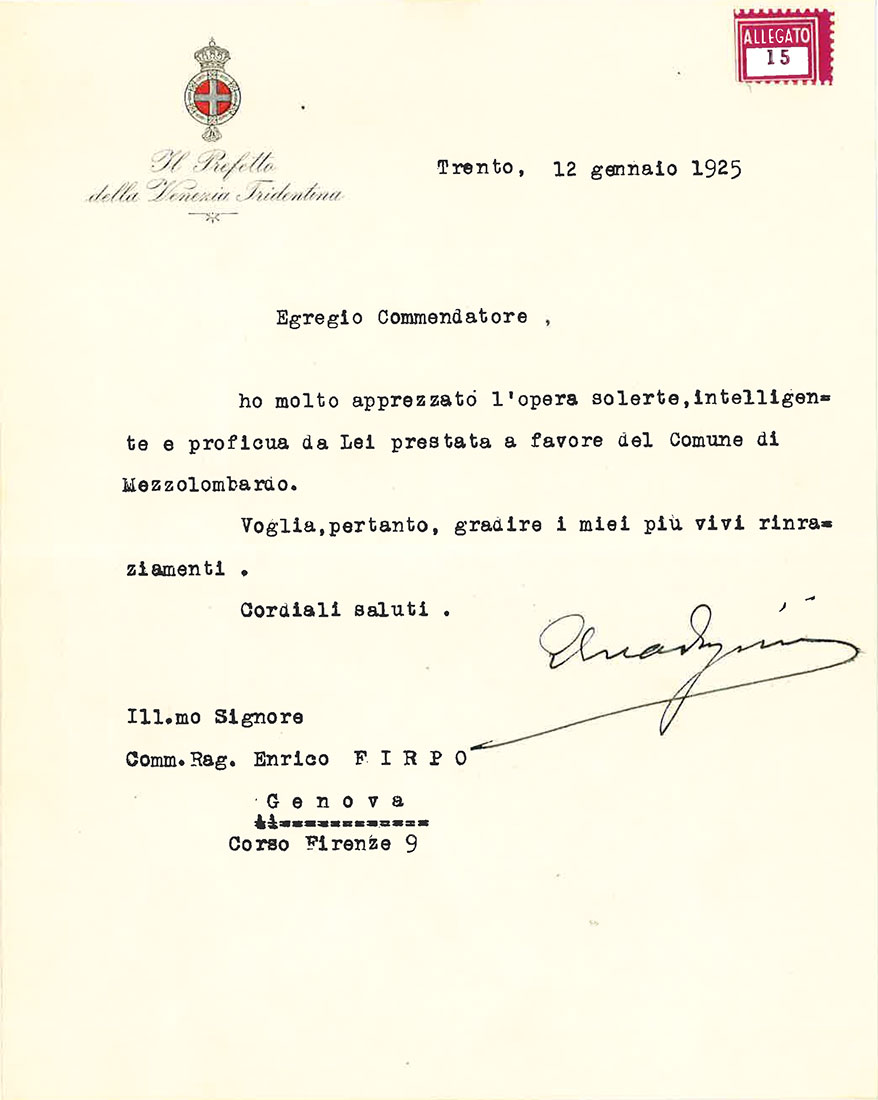 ALLEGATO
15
Il Prefetto
della Venezia Tridentina
Trento, 12 gennaio 1925
Egregio Commendatore ,
ho molto apprezzato l'opera solerte,intelligen=
te e proficua da Lei prestata a favore del Comune di
Mezzolombardo.
Voglia,pertanto, gradire i miei più vivi rinra=
ziamenti .
Cordiali saluti .
Ill.mo Signore
Comm.Rag. Enrico F I R P O
G e n o v a
Corso Firenze 9